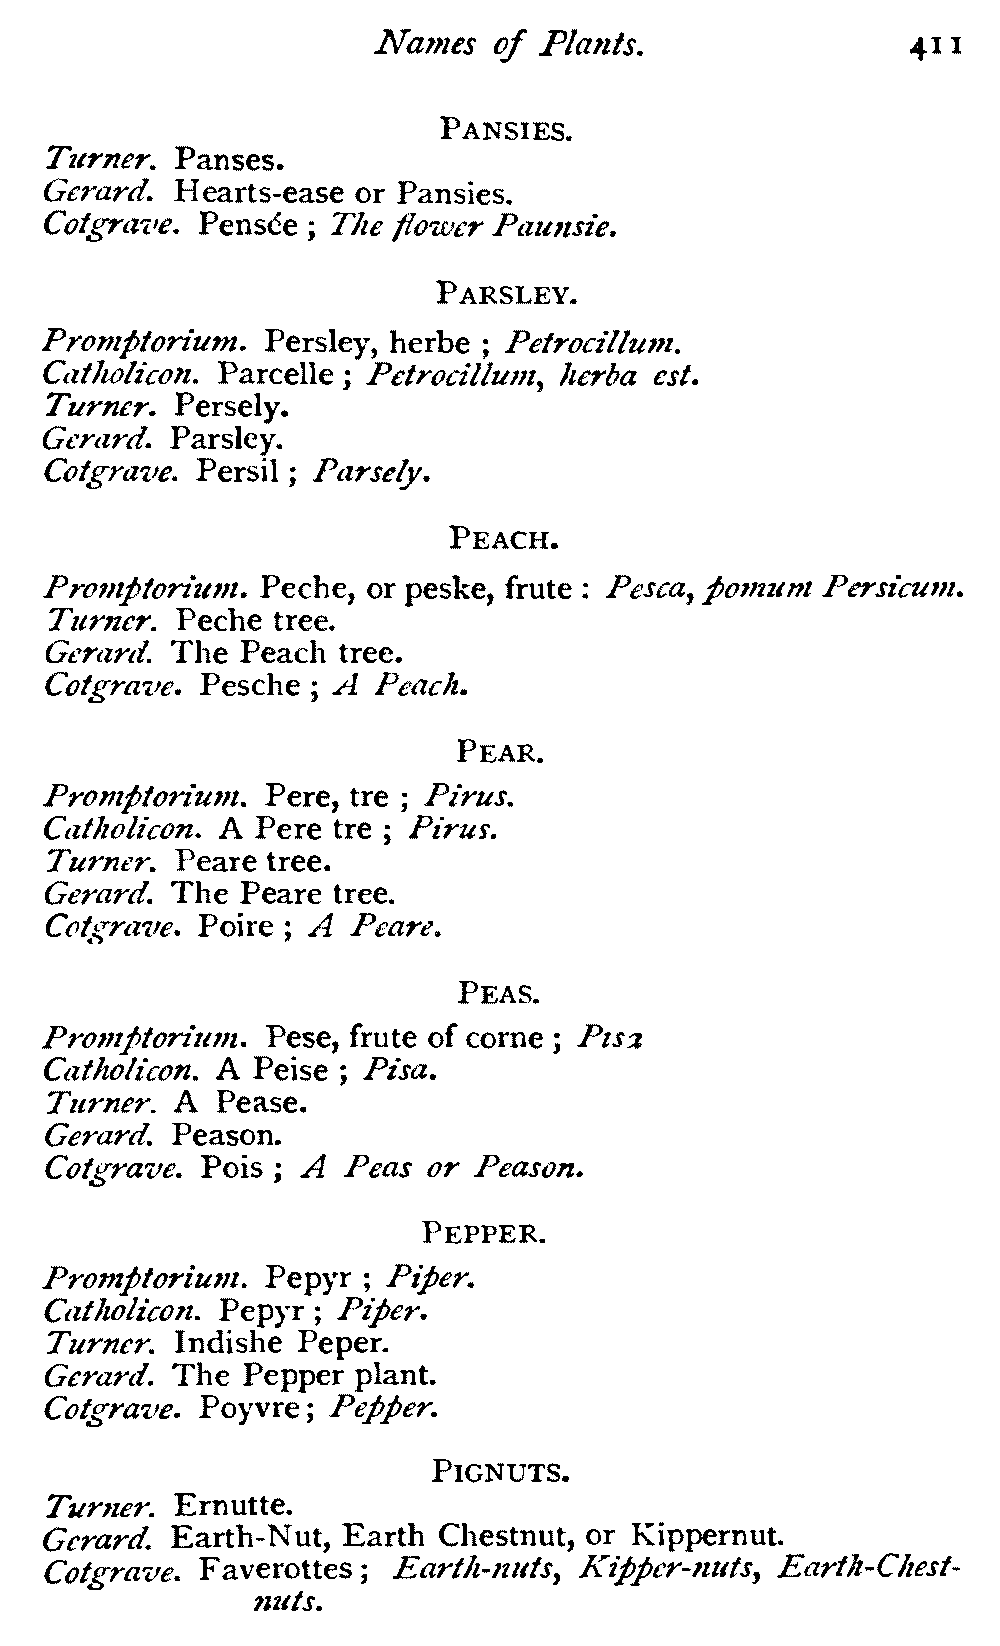 Names of Plants. 411
PANSIES.
Turner. Panses.
Gerard. Hearts-ease or Pansies.
Cotgrave. Pensée ; The flower Paunsie.
PARSLEY.
Promptorium. Persley, herbe ; Petrocillum.
Catholicon. Parcelle ; Petrocillum, herba est.
Turner. Persely.
Gerard. Parsley.
Cotgrave. Persil ; Parsely.
PEACH.
Promptorium. Peche, or peske, frute : Pesca, pomum Persicum.
Turner. Peche tree.
Gerard. The Peach tree.
Cotgrave. Pesche ; A Peach.
PEAR.
Promptorium. Pere, tre ; Pirus.
Catholicon. A Pere tre ; Pirus.
Turner. Peare tree.
Gerard. The Peare tree.
Cotgrave. Poire ; A Peare.
PEAS.
Promptorium. Pese, frute of corne ; Pisa
Catholicon. A Peise ; Pisa.
Turner. A Pease.
Gerard. Peason.
Cotgrave. Pois ; A Peas or Peason.
PEPPER.
Promptorium. Pepyr ; Piper.
Catholicon. Pepyr ; Piper.
Turner. Indishe Peper.
Gerard. The Pepper plant.
Cotgrave. Poyvre ; Pepper.
PIGNUTS.
Turner. Ernutte.
Gerard. Earth-Nut, Earth Chestnut, or Kippernut.
Cotgrave. Faverottes ; Earth-nuts, Kipper-nuts, Earth-Chest-
nuts.